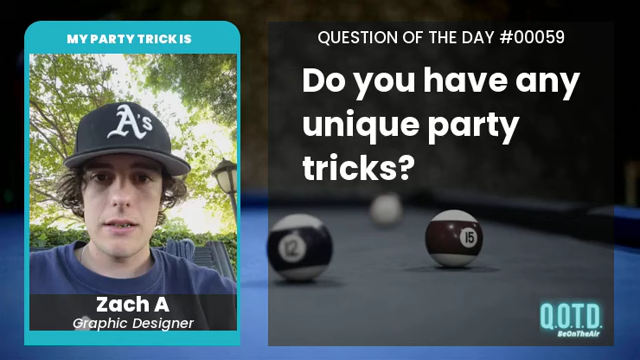 MY PARTY TRICK IS
A's
Zach A
Graphic Designer
QUESTION OF THE DAY #00059
Do you have any
unique party
tricks?
12
15
Q.O.T.D.
BeOnTheAir